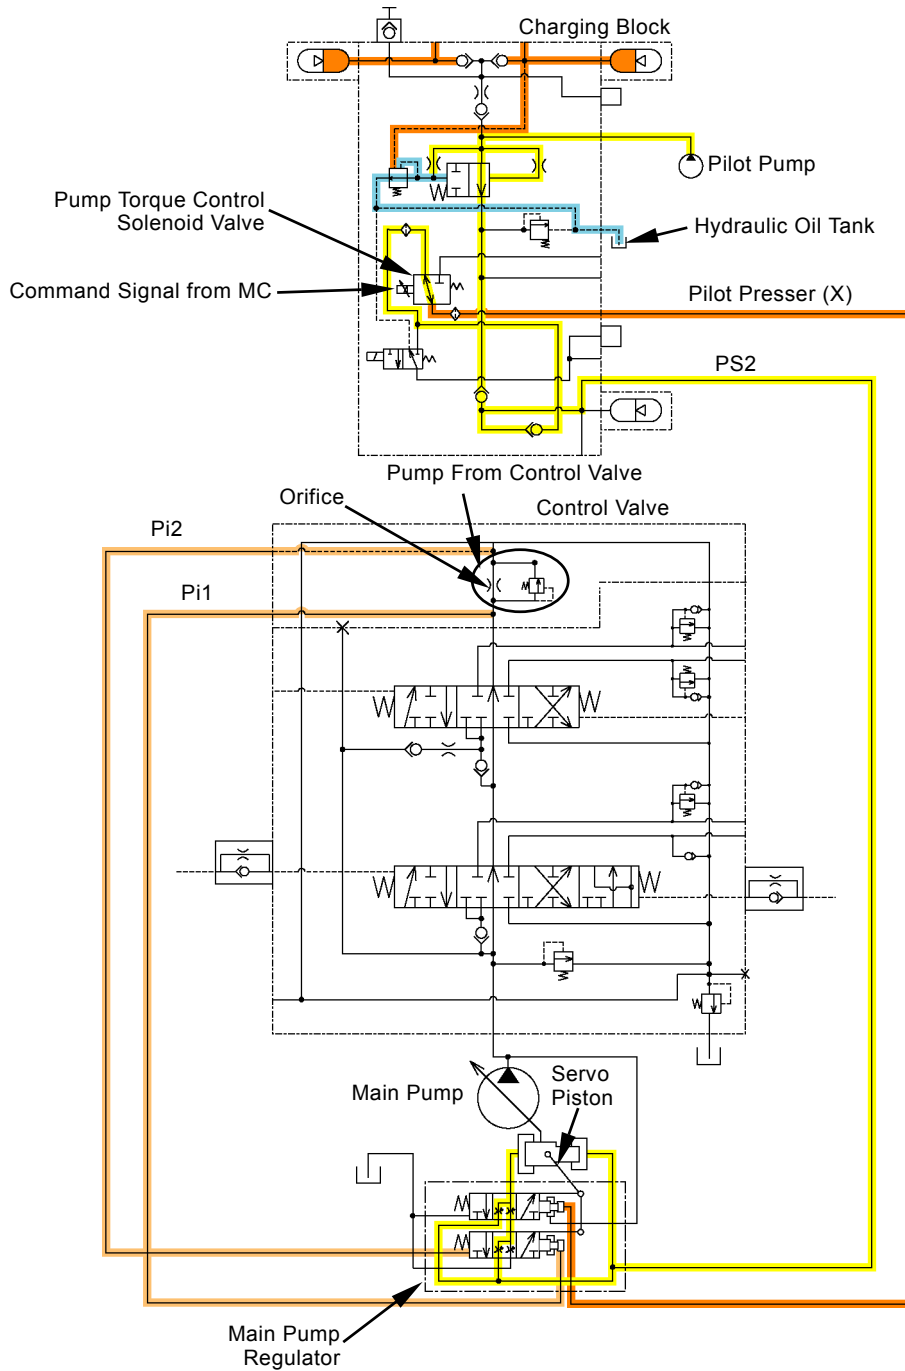 Charging Block
Pilot Pump
Pump Torque Control
Solenoid Valve
Hydraulic Oil Tank
Command Signal from MC
Pilot Presser (X)
PS2
Pump From Control Valve
Orifice
Control Valve
Pi2
Pi1
Servo
Piston
Main Pump
Main Pump
Regulator